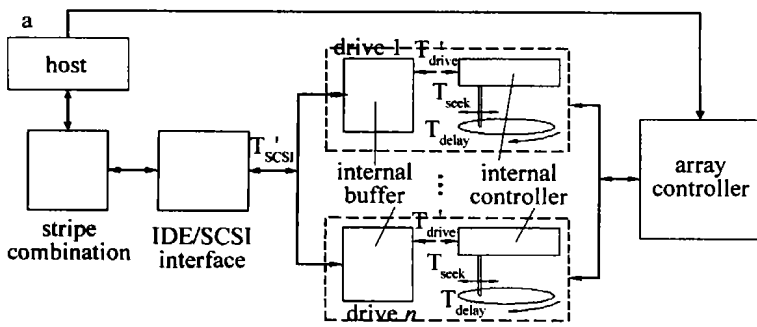 a
host
stripe
combination
IDE/SCSI
interface
T'SCSI
drive 1
T'drive
Tseek
Tdelay
internal
buffer
internal
controller
T'drive
Tseek
Tdelay
drive n
array
controller